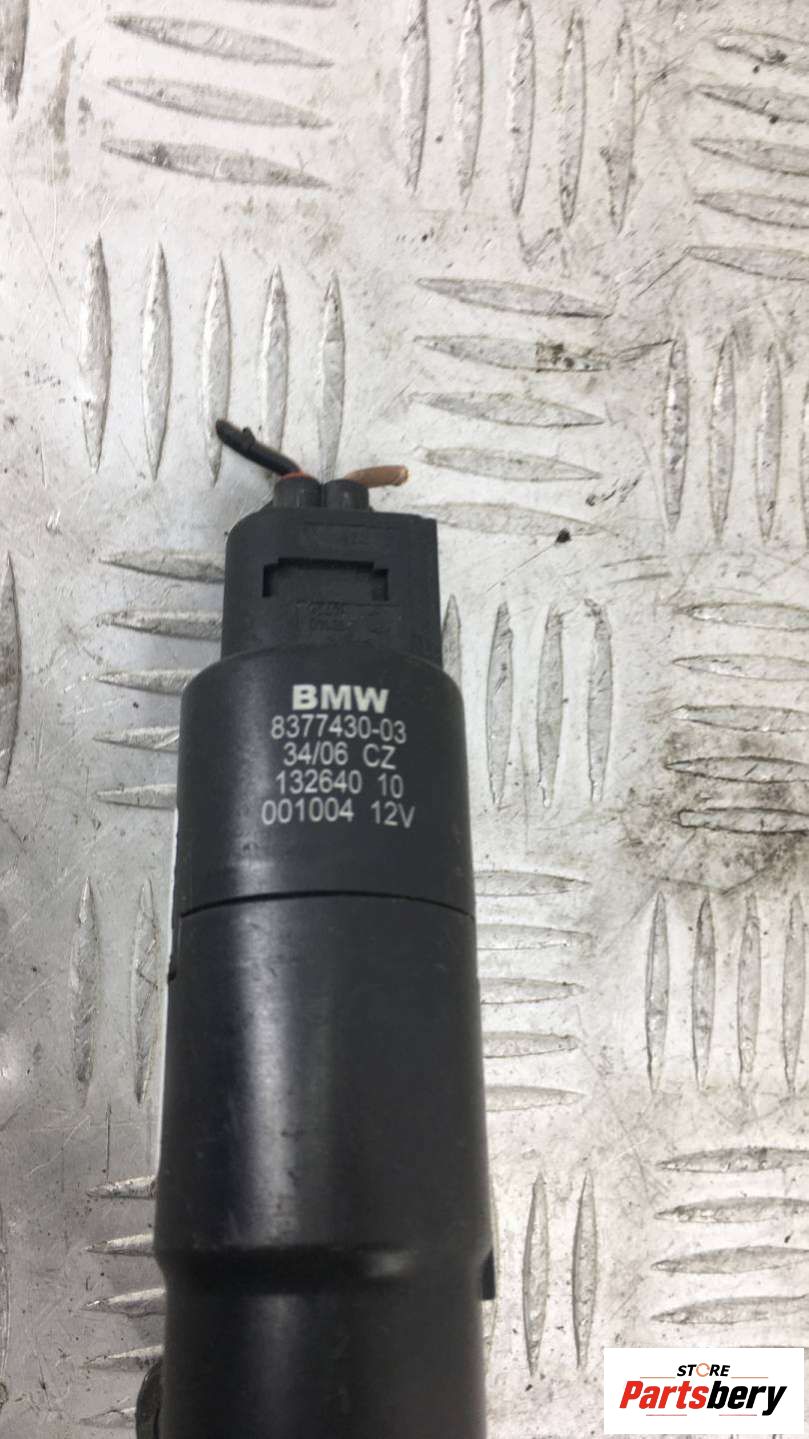 BMW
8377430-03
34/06 CZ
132640 10
001004 12V
STORE
Partsbery